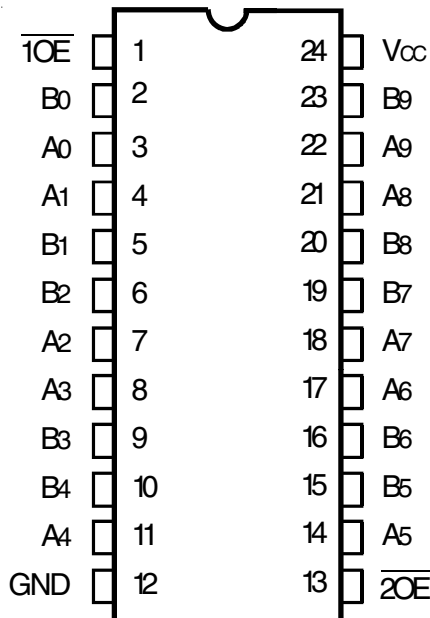 1OE 1 24 VCC
B0 2 23 B9
A0 3 22 A9
A1 4 21 A8
B1 5 20 B8
B2 6 19 B7
A2 7 18 A7
A3 8 17 A6
B3 9 16 B6
B4 10 15 B5
A4 11 14 A5
GND 12 13 2OE